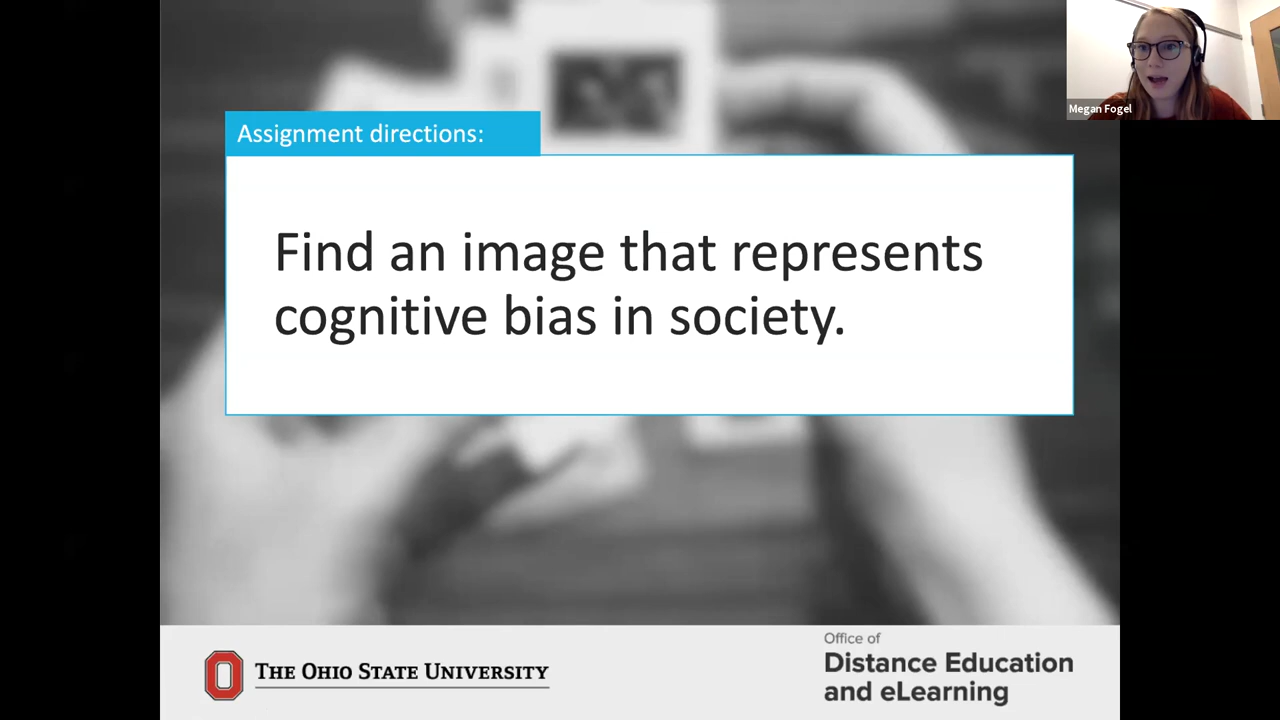 Megan Fogel
Assignment directions:
Find an image that represents
cognitive bias in society.
THE OHIO STATE UNIVERSITY
Office of
Distance Education
and eLearning